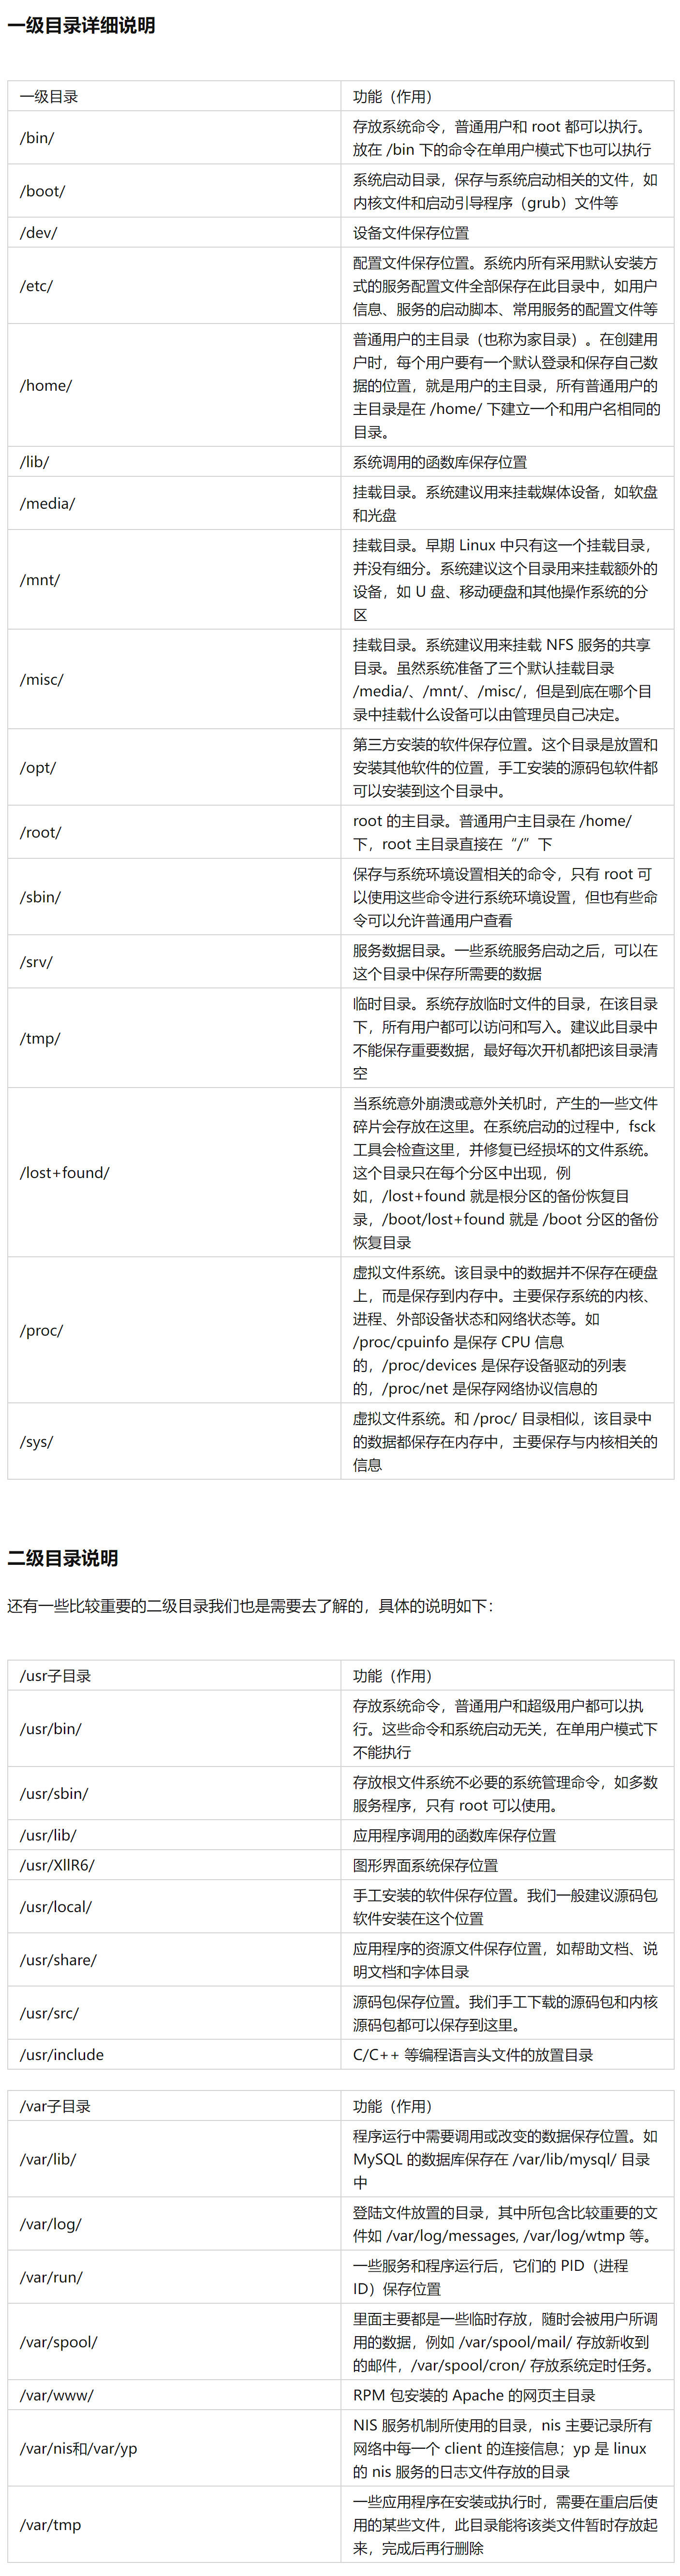 一级目录详细说明
一级目录
功能（作用）
/bin/
存放系统命令，普通用户和 root 都可以执行。
放在 /bin 下的命令在单用户模式下也可以执行
/boot/
系统启动目录，保存与系统启动相关的文件，如
内核文件和启动引导程序（grub）文件等
/dev/
设备文件保存位置
/etc/
配置文件保存位置。系统内所有采用默认安装方
式的服务配置文件全部保存在此目录中，如用户
信息、服务的启动脚本、常用服务的配置文件等
/home/
普通用户的主目录（也称为家目录）。在创建用
户时，每个用户要有一个默认登录和保存自己数
据的位置，就是用户的主目录，所有普通用户的
主目录是在 /home/ 下建立一个和用户名相同的
目录。
/lib/
系统调用的函数库保存位置
/media/
挂载目录。系统建议用来挂载媒体设备，如软盘
和光盘
/mnt/
挂载目录。早期 Linux 中只有这一个挂载目录，
并没有细分。系统建议这个目录用来挂载额外的
设备，如 U 盘、移动硬盘和其他操作系统的分
区
/misc/
挂载目录。系统建议用来挂载 NFS 服务的共享
目录。虽然系统准备了三个默认挂载目录
/media/、/mnt/、/misc/，但是到底在哪个目
录中挂载什么设备可以由管理员自己决定。
/opt/
第三方安装的软件保存位置。这个目录是放置和
安装其他软件的位置，手工安装的源码包软件都
可以安装到这个目录中。
/root/
root 的主目录。普通用户主目录在 /home/
下，root 主目录直接在“/”下
/sbin/
保存与系统环境设置相关的命令，只有 root 可
以使用这些命令进行系统环境设置，但也有些命
令可以允许普通用户查看
/srv/
服务数据目录。一些系统服务启动之后，可以在
这个目录中保存所需要的数据
/tmp/
临时目录。系统存放临时文件的目录，在该目录
下，所有用户都可以访问和写入。建议此目录中
不能保存重要数据，最好每次开机都把该目录清
空
/lost+found/
当系统意外崩溃或意外关机时，产生的一些文件
碎片会存放在这里。在系统启动的过程中，fsck
工具会检查这里，并修复已经损坏的文件系统。
这个目录只在每个分区中出现，例
如，/lost+found 就是根分区的备份恢复目
录，/boot/lost+found 就是 /boot 分区的备份
恢复目录
/proc/
虚拟文件系统。该目录中的数据并不保存在硬盘
上，而是保存到内存中。主要保存系统的内核、
进程、外部设备状态和网络状态等。如
/proc/cpuinfo 是保存 CPU 信息
的，/proc/devices 是保存设备驱动的列表
的，/proc/net 是保存网络协议信息的
/sys/
虚拟文件系统。和 /proc/ 目录相似，该目录中
的数据都保存在内存中，主要保存与内核相关的
信息
二级目录说明
还有一些比较重要的二级目录我们也是需要去了解的，具体的说明如下：
/usr子目录
功能（作用）
/usr/bin/
存放系统命令，普通用户和超级用户都可以执
行。这些命令和系统启动无关，在单用户模式下
不能执行
/usr/sbin/
存放根文件系统不必要的系统管理命令，如多数
服务程序，只有 root 可以使用。
/usr/lib/
应用程序调用的函数库保存位置
/usr/XllR6/
图形界面系统保存位置
/usr/local/
手工安装的软件保存位置。我们一般建议源码包
软件安装在这个位置
/usr/share/
应用程序的资源文件保存位置，如帮助文档、说
明文档和字体目录
/usr/src/
源码包保存位置。我们手工下载的源码包和内核
源码包都可以保存到这里。
/usr/include
C/C++ 等编程语言头文件的放置目录
/var子目录
功能（作用）
/var/lib/
程序运行中需要调用或改变的数据保存位置。如
MySQL 的数据库保存在 /var/lib/mysql/ 目录
中
/var/log/
登陆文件放置的目录，其中所包含比较重要的文
件如 /var/log/messages, /var/log/wtmp 等。
/var/run/
一些服务和程序运行后，它们的 PID（进程
ID）保存位置
/var/spool/
里面主要都是一些临时存放，随时会被用户所调
用的数据，例如 /var/spool/mail/ 存放新收到
的邮件，/var/spool/cron/ 存放系统定时任务。
/var/www/
RPM 包安装的 Apache 的网页主目录
/var/nis和/var/yp
NIS 服务机制所使用的目录，nis 主要记录所有
网络中每一个 client 的连接信息；yp 是 linux
的 nis 服务的日志文件存放的目录
/var/tmp
一些应用程序在安装或执行时，需要在重启后使
用的某些文件，此目录能将该类文件暂时存放起
来，完成后再行删除